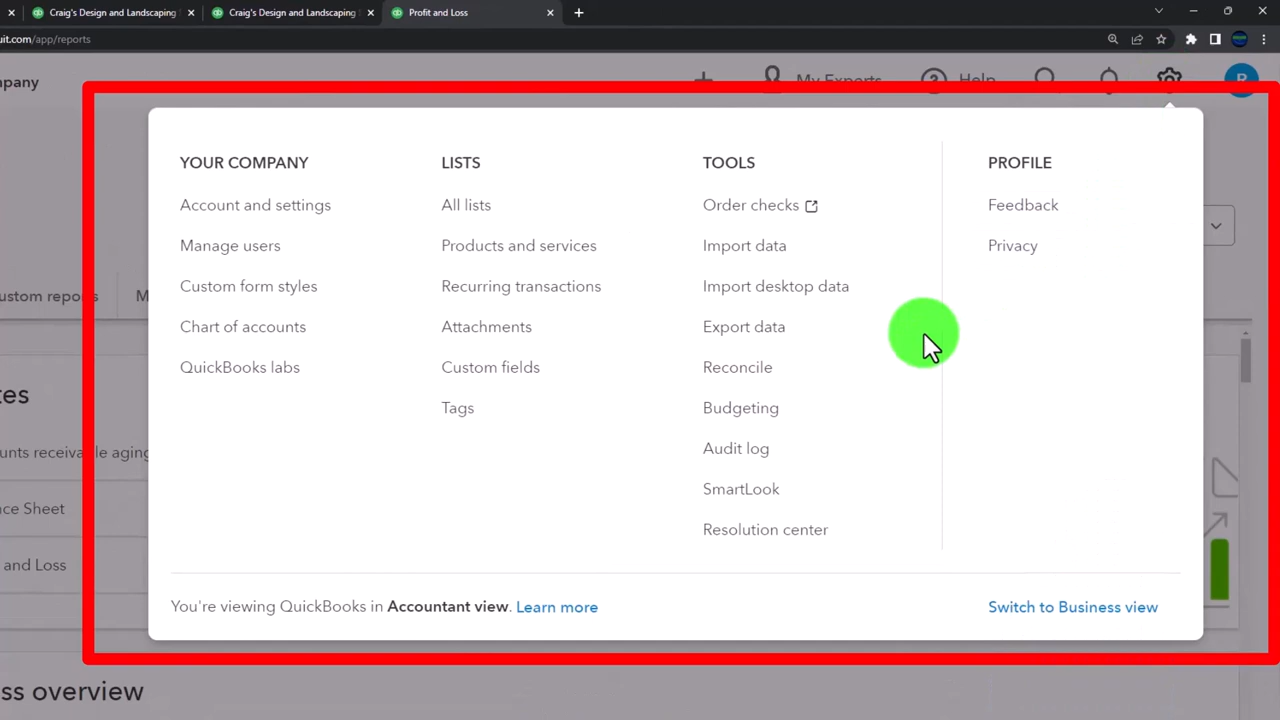 Craig's Design and Landscaping
Craig's Design and Landscaping
Profit and Loss
uit.com/app/reports
mpany
My Experts
Help
YOUR COMPANY
Account and settings
Manage users
Custom form styles
Chart of accounts
QuickBooks labs
LISTS
All lists
Products and services
Recurring transactions
Attachments
Custom fields
Tags
TOOLS
Order checks
Import data
Import desktop data
Export data
Reconcile
Budgeting
Audit log
SmartLook
Resolution center
PROFILE
Feedback
Privacy
You're viewing QuickBooks in Accountant view. Learn more
Switch to Business view
ustom reports
M
tes
unts receivable aging
nce Sheet
and Loss
ss overview